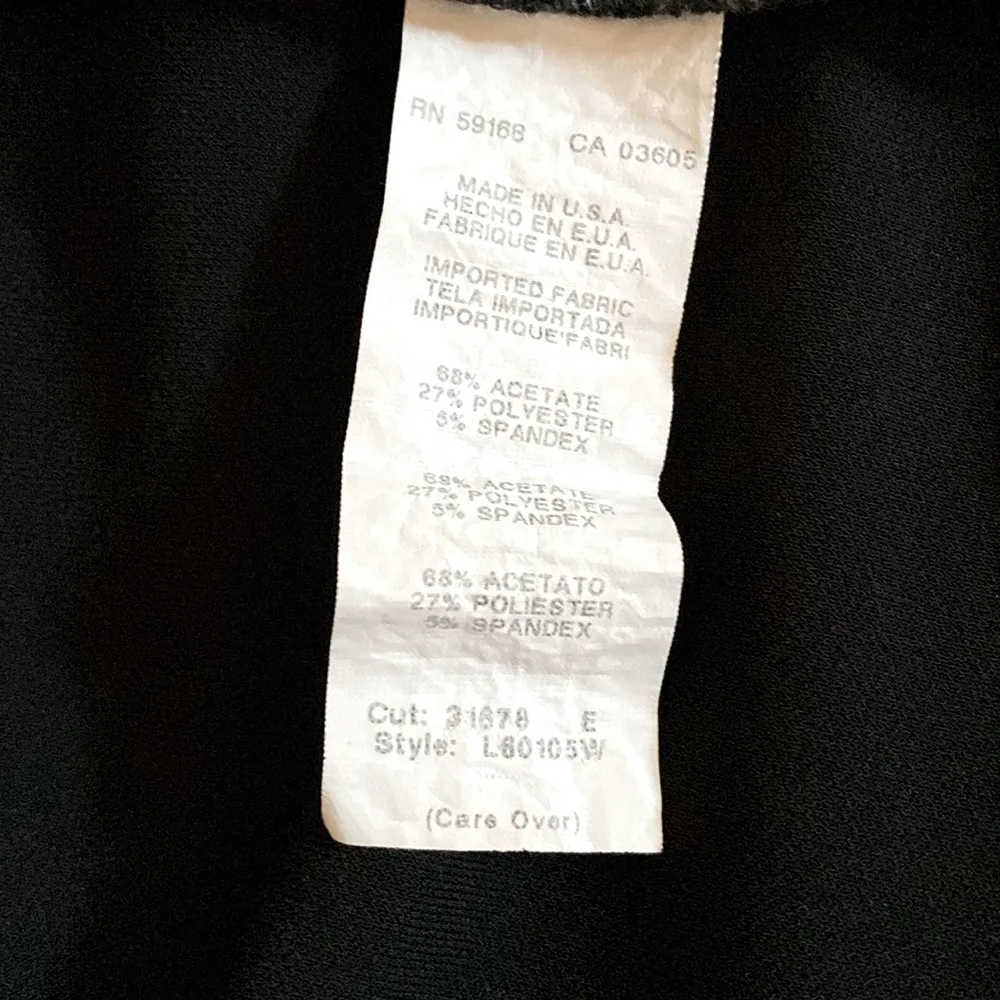 RN 59168 CA 03605
MADE IN U.S.A.
HECHO EN E.U.A.
FABRIQUE EN E.U.A.
IMPORTED FABRIC
TELA IMPORTADA
IMPORTIQUE'FABRI
68% ACETATE
27% POLYESTER
5% SPANDEX
68% ACETATE
27% POLYESTER
5% SPANDEX
68% ACETATO
27% POLIESTER
5% SPANDEX
Cut: 31678 E
Style: L60105W
(Care Over)